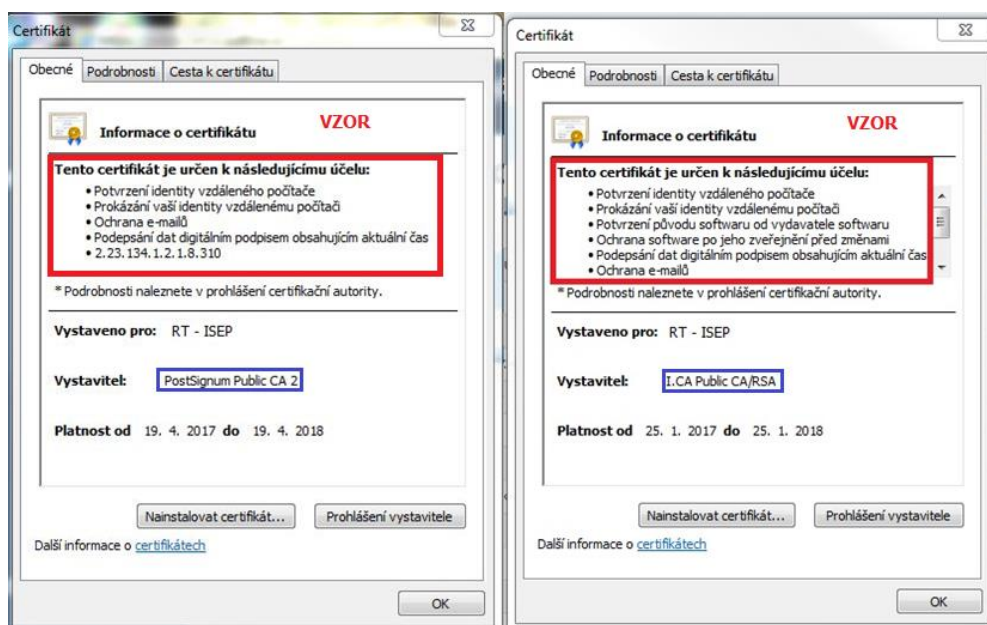 Certifikát
Obecné Podrobnosti Cesta k certifikátu
Informace o certifikátu VZOR
Tento certifikát je určen k následujícímu účelu:
• Potvrzení identity vzdáleného počítače
• Prokázání vaší identity vzdálenému počítači
• Ochrana e-mailů
• Podepsání dat digitálním podpisem obsahujícím aktuální čas
• 2.23.134.1.2.1.8.310
* Podrobnosti naleznete v prohlášení certifikační autority.
Vystaveno pro: RT - ISEP
Vystavitel: PostSignum Public CA 2
Platnost od 19. 4. 2017 do 19. 4. 2018
Nainstalovat certifikát... Prohlášení vystavitele
Další informace o certifikátech
OK
Certifikát
Obecné Podrobnosti Cesta k certifikátu
Informace o certifikátu VZOR
Tento certifikát je určen k následujícímu účelu:
• Potvrzení identity vzdáleného počítače
• Prokázání vaší identity vzdálenému počítači
• Potvrzení původu softwaru od vydavatele softwaru
• Ochrana software po jeho zveřejnění před změnami
• Podepsání dat digitálním podpisem obsahujícím aktuální čas
• Ochrana e-mailů
* Podrobnosti naleznete v prohlášení certifikační autority.
Vystaveno pro: RT - ISEP
Vystavitel: I.CA Public CA/RSA
Platnost od 25. 1. 2017 do 25. 1. 2018
Nainstalovat certifikát... Prohlášení vystavitele
Další informace o certifikátech
OK